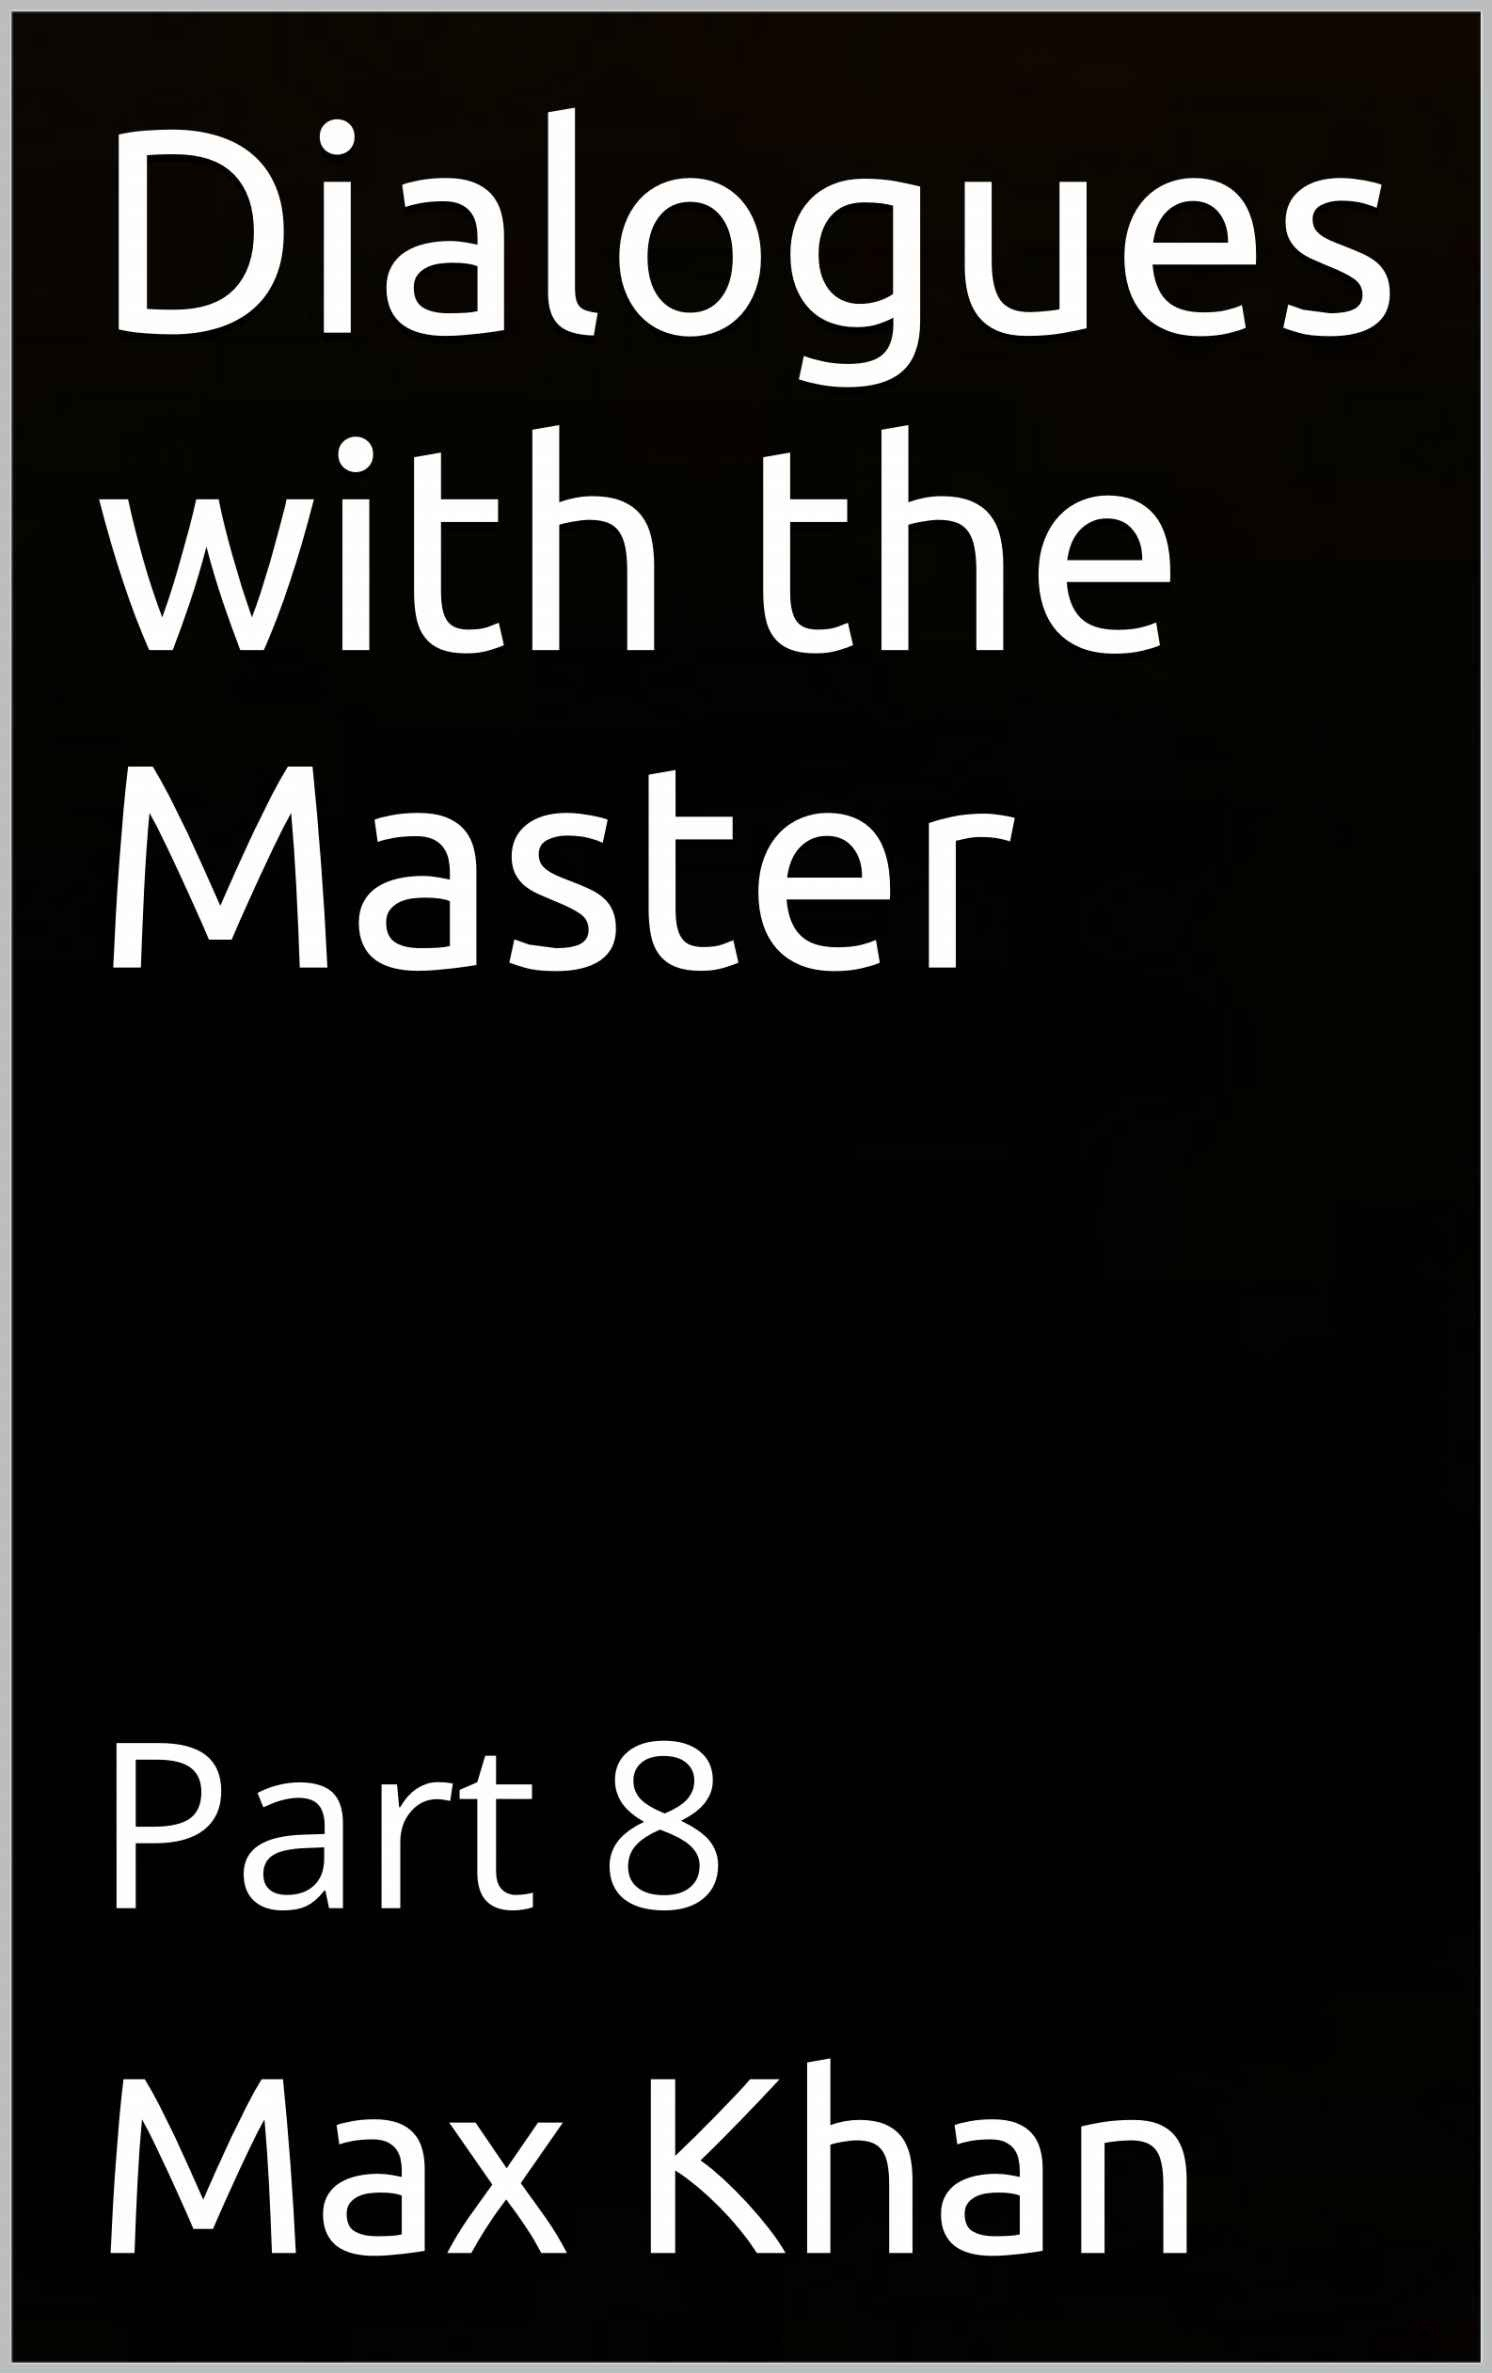 Dialogues
with the
Master
Part 8
Max Khan